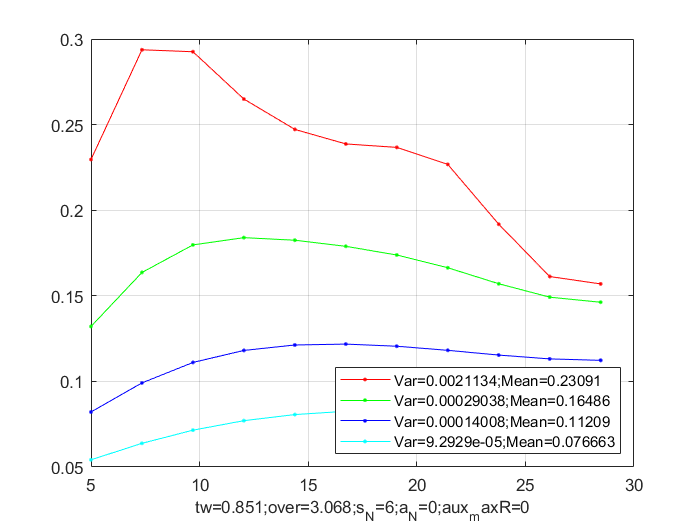 0.3
0.25
0.2
0.15
0.1
0.05
Var=0.0021134;Mean=0.23091
Var=0.00029038;Mean=0.16486
Var=0.00014008;Mean=0.11209
Var=9.2929e-05;Mean=0.076663
5 10 15 20 25 30
tw=0.851;over=3.068;s_N=6;a_N=0;aux_maxR=0